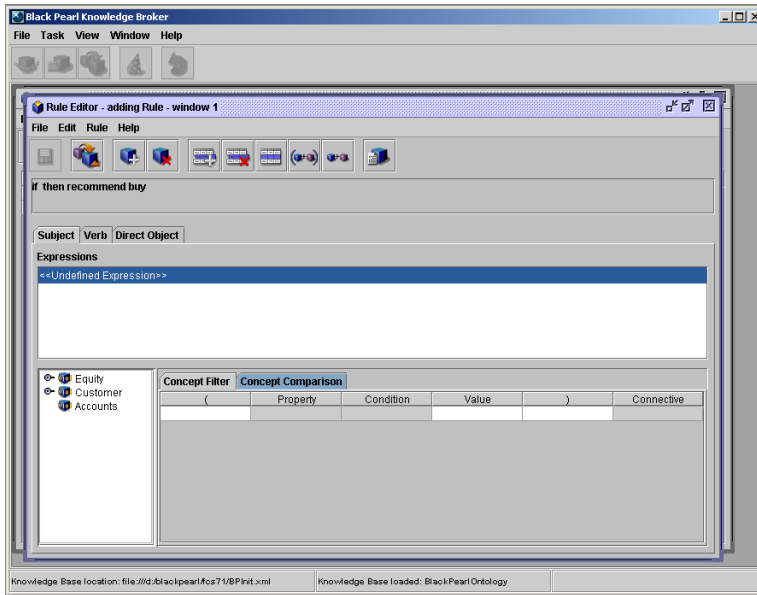 Black Pearl Knowledge Broker
File Task View Window Help
Rule Editor - adding Rule - window 1
File Edit Rule Help
if then recommend buy
Subject Verb Direct Object
Expressions
<<Undefined Expression>>
Equity
Customer
Accounts
Concept Filter Concept Comparison
( Property Condition Value ) Connective
Knowledge Base location: file:///d:/blackpearl/fcs71/BPInit.xml Knowledge Base loaded: BlackPearlOntology